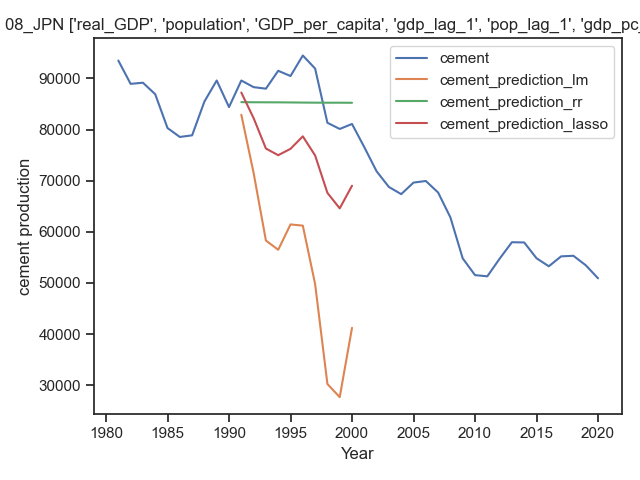 08_JPN ['real_GDP', 'population', 'GDP_per_capita', 'gdp_lag_1', 'pop_lag_1', 'gdp_pc_
cement
cement_prediction_lm
cement_prediction_rr
cement_prediction_lasso
cement production
90000
80000
70000
60000
50000
40000
30000
1980 1985 1990 1995 2000 2005 2010 2015 2020
Year